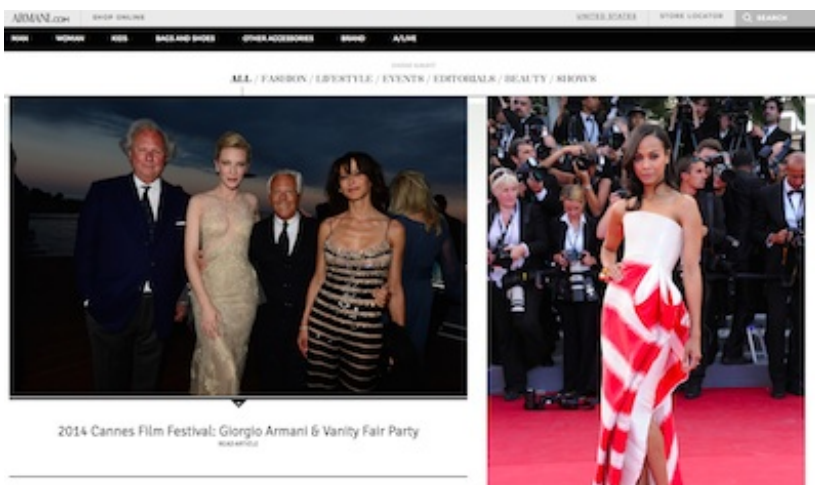 ARMANI.COM SHOP ONLINE UNITED STATES STORE LOCATOR SEARCH
MAN WOMAN KIDS BAGS AND SHOES OTHER ACCESSORIES BRAND A/LIVE
ALL / FASHION / LIFESTYLE / EVENTS / EDITORIALS / BEAUTY / SHOWS
2014 Cannes Film Festival: Giorgio Armani & Vanity Fair Party
READ ARTICLE